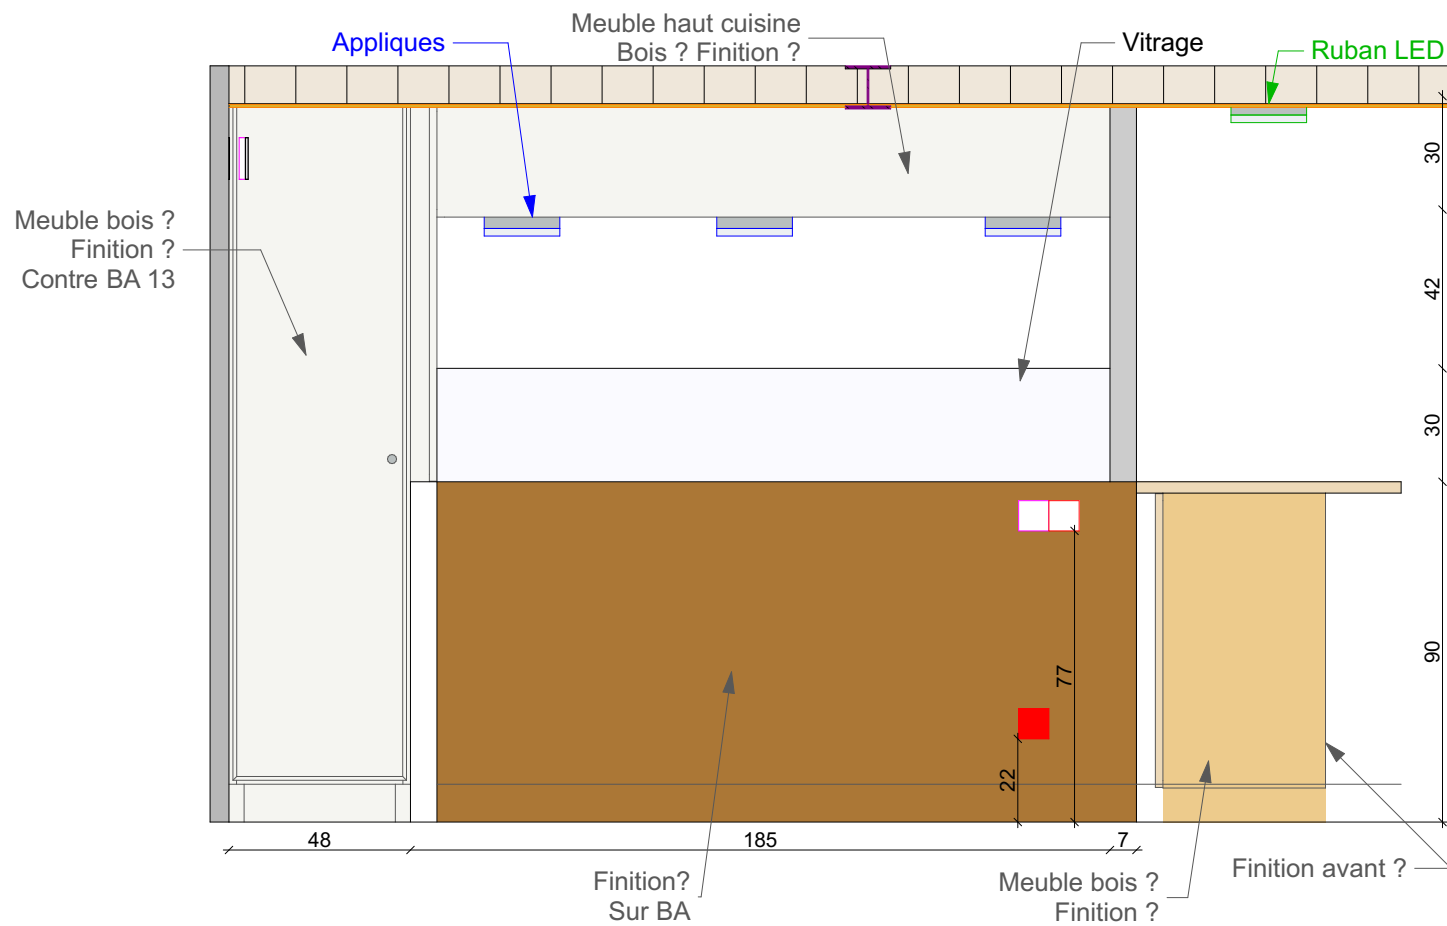 Meuble haut cuisine
Bois ? Finition ?
Appliques
Vitrage
Ruban LED
30
Meuble bois ?
Finition ?
Contre BA 13
42
30
77
90
22
48
185
7
Finition?
Sur BA
Meuble bois ?
Finition ?
Finition avant ?